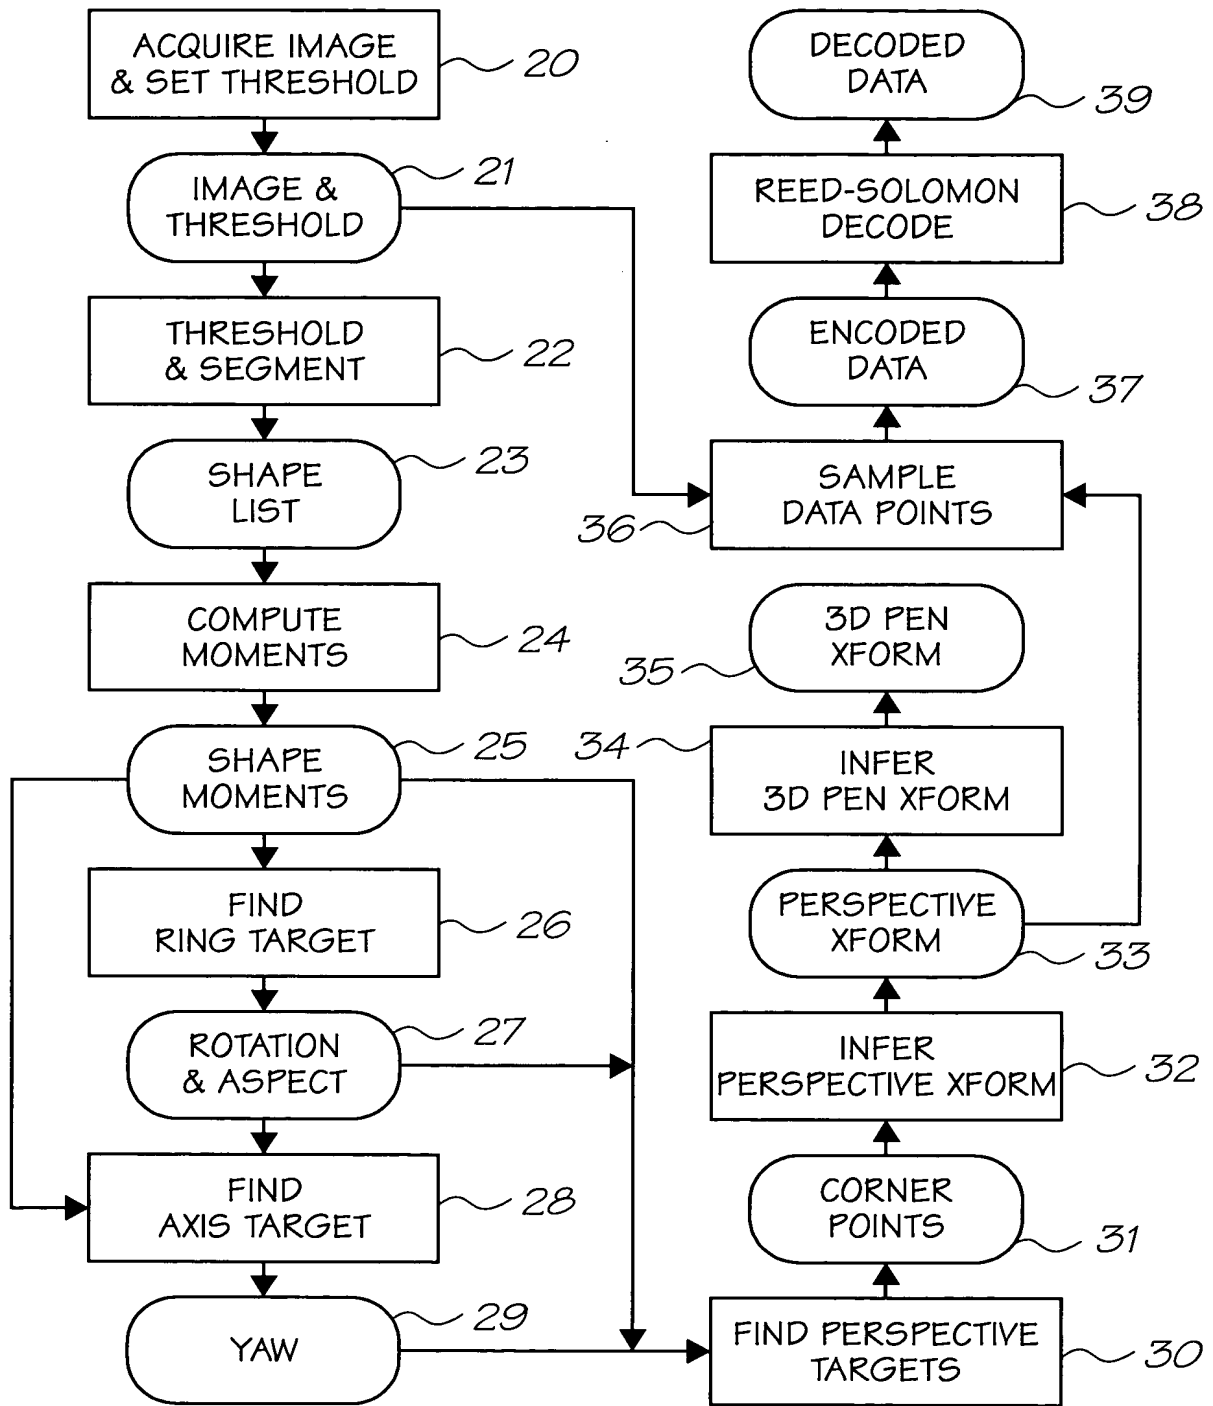 ACQUIRE IMAGE
& SET THRESHOLD
20
IMAGE &
THRESHOLD
21
THRESHOLD
& SEGMENT
22
SHAPE
LIST
23
COMPUTE
MOMENTS
24
SHAPE
MOMENTS
25
FIND
RING TARGET
26
ROTATION
& ASPECT
27
FIND
AXIS TARGET
28
YAW
29
DECODED
DATA
39
REED-SOLOMON
DECODE
38
ENCODED
DATA
37
SAMPLE
DATA POINTS
36
3D PEN
XFORM
35
34
INFER
3D PEN XFORM
PERSPECTIVE
XFORM
33
INFER
PERSPECTIVE XFORM
32
CORNER
POINTS
31
FIND PERSPECTIVE
TARGETS
30